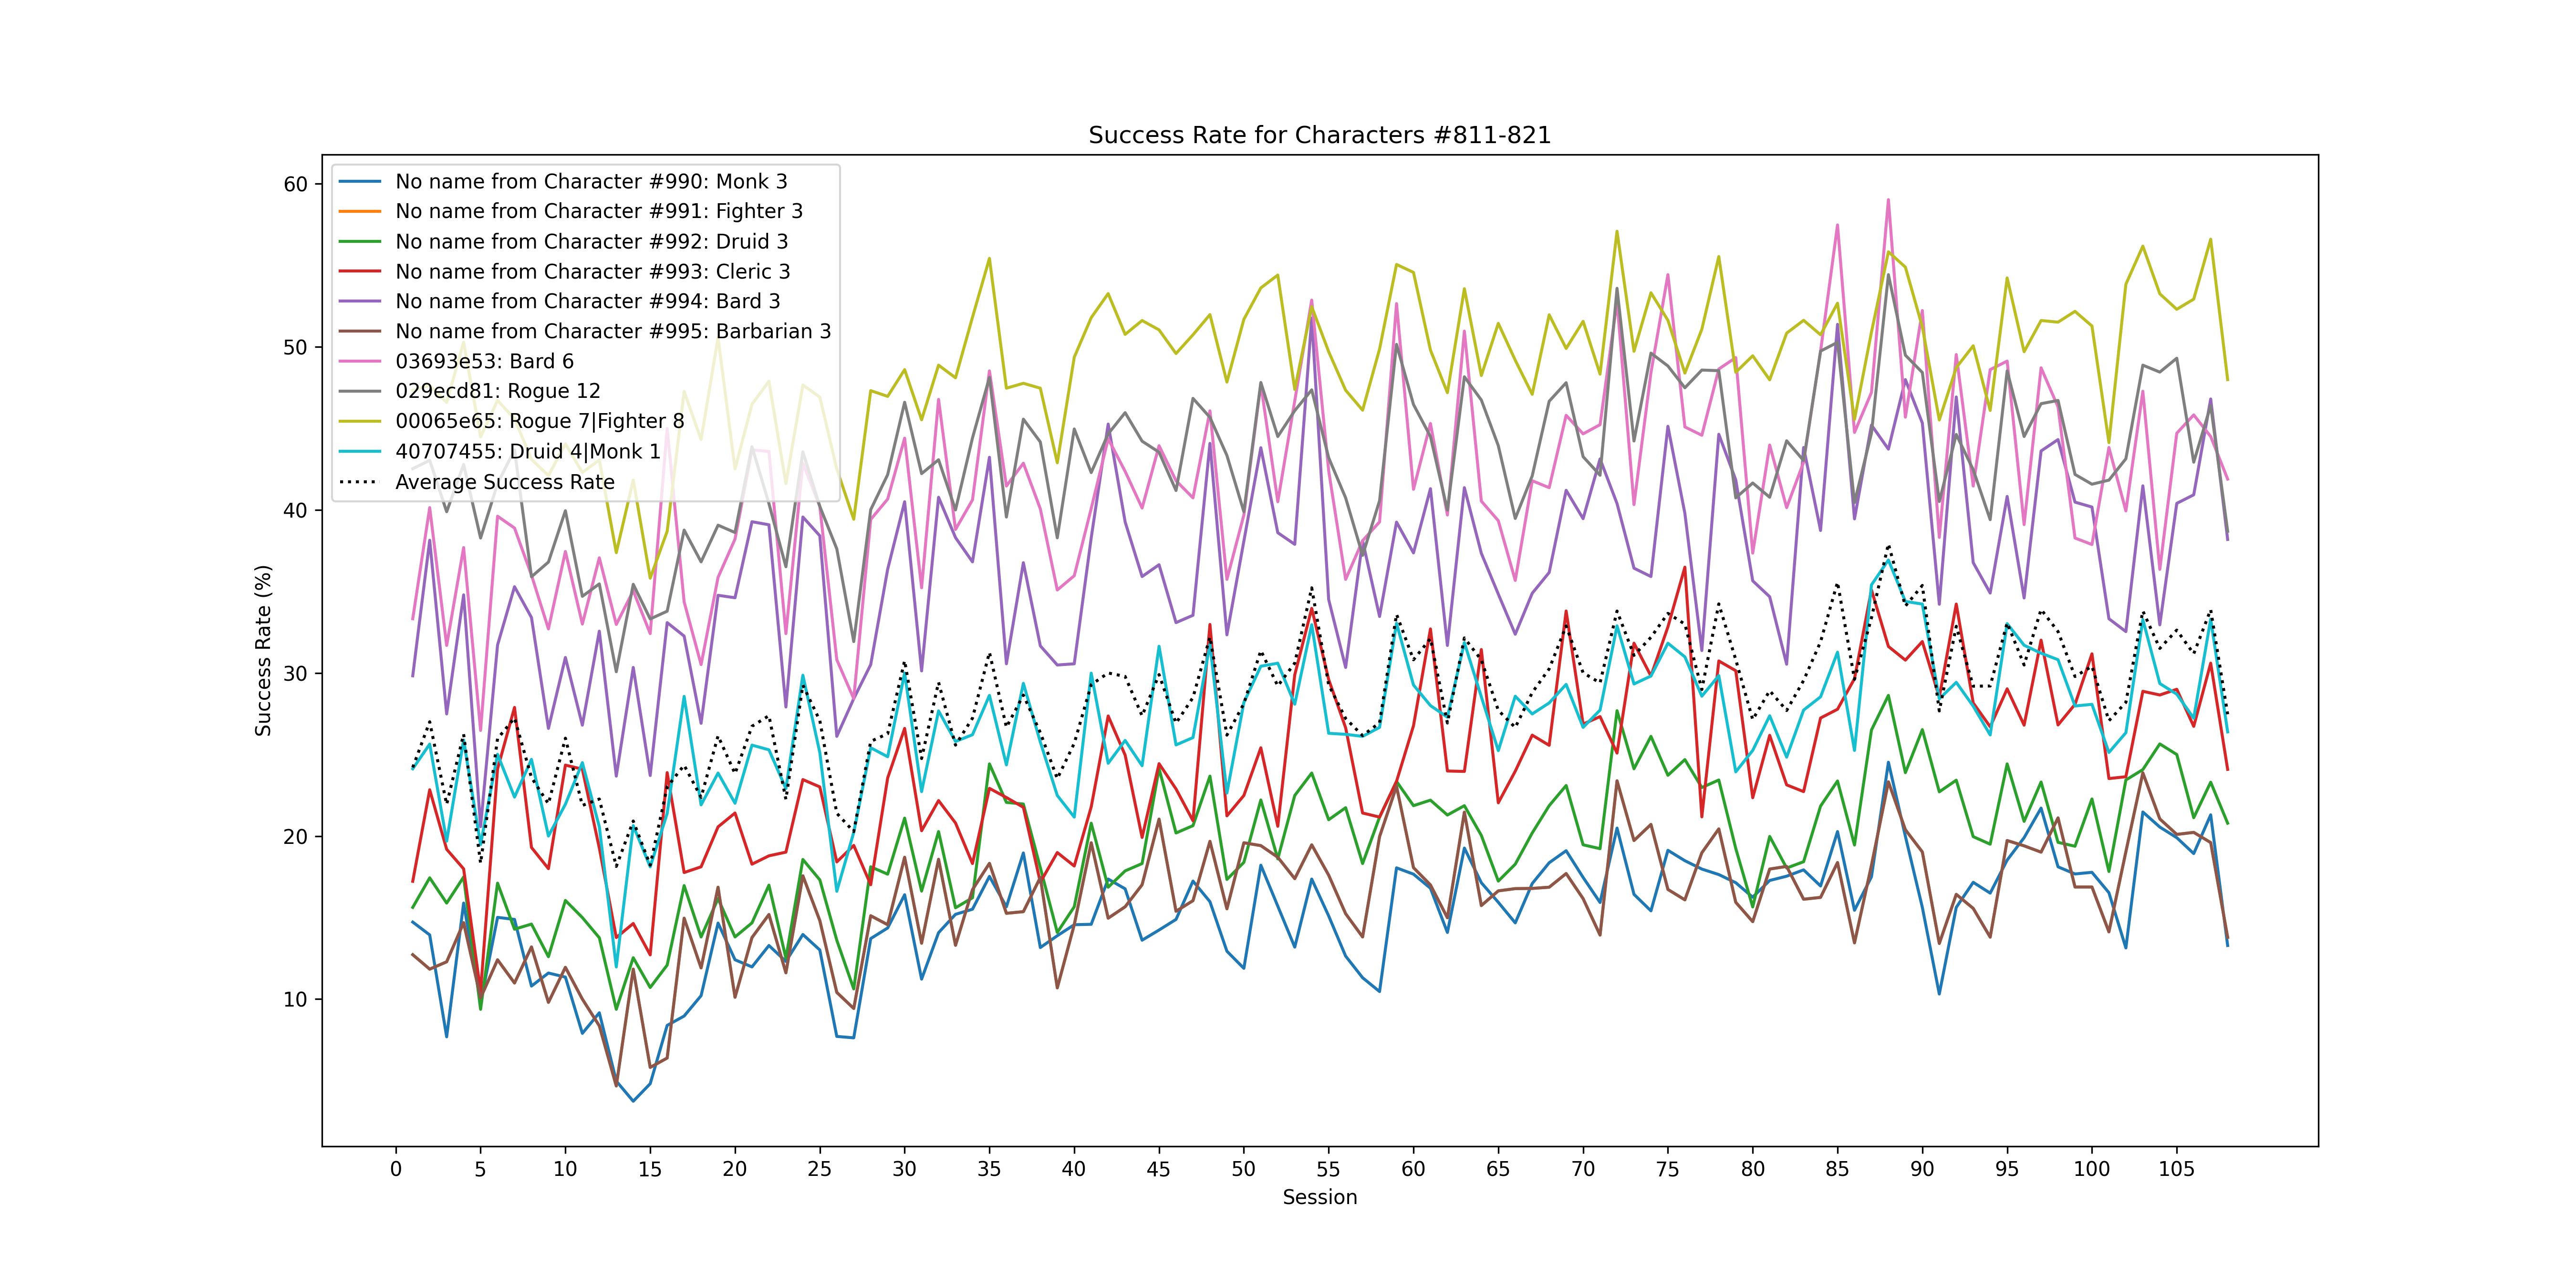 Success Rate for Characters #811-821
No name from Character #990: Monk 3
No name from Character #991: Fighter 3
No name from Character #992: Druid 3
No name from Character #993: Cleric 3
No name from Character #994: Bard 3
No name from Character #995: Barbarian 3
03693e53: Bard 6
029ecd81: Rogue 12
00065e65: Rogue 7|Fighter 8
40707455: Druid 4|Monk 1
Average Success Rate
60
50
40
30
20
10
Success Rate (%)
0 5 10 15 20 25 30 35 40 45 50 55 60 65 70 75 80 85 90 95 100 105
Session